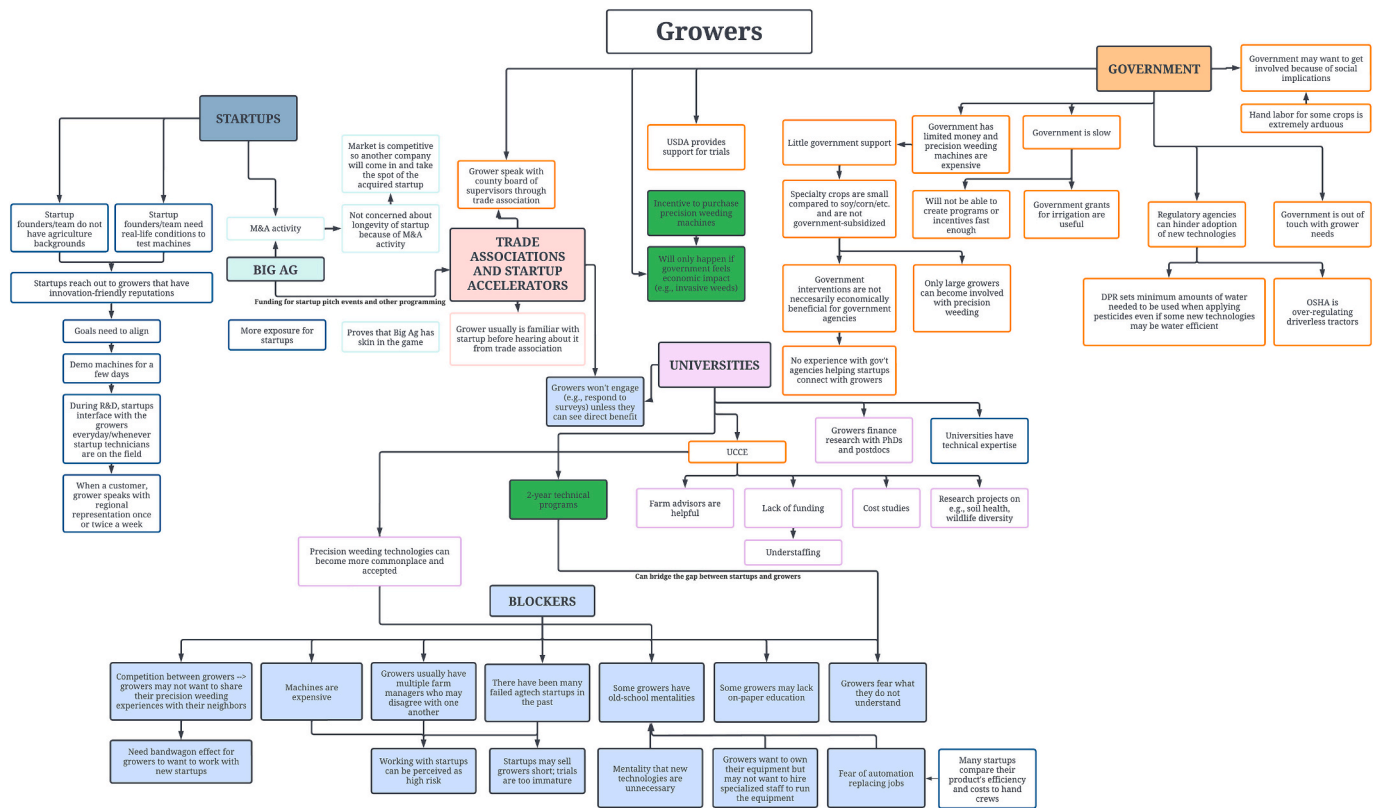 Growers
GOVERNMENT
Government may want to get
involved because of social
implications
Hand labor for some crops is
extremely arduous
STARTUPS
Market is competitive
so another company
will come in and take
the spot of the
acquired startup
Grower speak with
county board of
supervisors through
trade association
USDA provides
support for trials
Little government support
Government has
limited money and
precision weeding
machines are
expensive
Government is slow
Startup
founders/team do not
have agriculture
backgrounds
Startup
founders/team need
real-life conditions to
test machines
M&A activity
Not concerned about
longevity of startup
because of M&A
activity
Incentive to purchase
precision weeding
machines
Specialty crops are small
compared to soy/corn/etc.
and are not
government-subsidized
Will not be able to
create programs or
incentives fast
enough
Government grants
for irrigation are
useful
Regulatory agencies
can hinder adoption
of new technologies
Government is out of
touch with grower
needs
BIG AG
TRADE
ASSOCIATIONS
AND STARTUP
ACCELERATORS
Will only happen if
government feels
economic impact
(e.g., invasive weeds)
Startups reach out to growers that have
innovation-friendly reputations
Funding for startup pitch events and other programming
Government
interventions are not
neccesarily economically
beneficial for government
agencies
Only large growers
can become involved
with precision
weeding
DPR sets minimum amounts of water
needed to be used when applying
pesticides even if some new technologies
may be water efficient
OSHA is
over-regulating
driverless tractors
Goals need to align
More exposure for
startups
Proves that Big Ag has
skin in the game
Grower usually is familiar with
startup before hearing about it
from trade association
UNIVERSITIES
No experience with gov't
agencies helping startups
connect with growers
Demo machines for a
few days
Growers won't engage
(e.g., respond to
surveys) unless they
can see direct benefit
During R&D, startups
interface with the
growers
everyday/whenever
startup technicians
are on the field
Growers finance
research with PhDs
and postdocs
Universities have
technical expertise
UCCE
When a customer,
grower speaks with
regional
representation once
or twice a week
2-year technical
programs
Farm advisors are
helpful
Lack of funding
Cost studies
Research projects on
e.g., soil health,
wildlife diversity
Understaffing
Precision weeding technologies can
become more commonplace and
accepted
Can bridge the gap between startups and growers
BLOCKERS
Competition between growers -->
growers may not want to share
their precision weeding
experiences with their neighbors
Machines are
expensive
Growers usually have
multiple farm
managers who may
disagree with one
another
There have been many
failed agtech startups in
the past
Some growers have
old-school mentalities
Some growers may lack
on-paper education
Growers fear what
they do not
understand
Need bandwagon effect for
growers to want to work with
new startups
Working with startups
can be perceived as
high risk
Startups may sell
growers short; trials
are too immature
Mentality that new
technologies are
unnecessary
Growers want to own
their equipment but
may not want to hire
specialized staff to run
the equipment
Fear of automation
replacing jobs
Many startups
compare their
product's efficiency
and costs to hand
crews